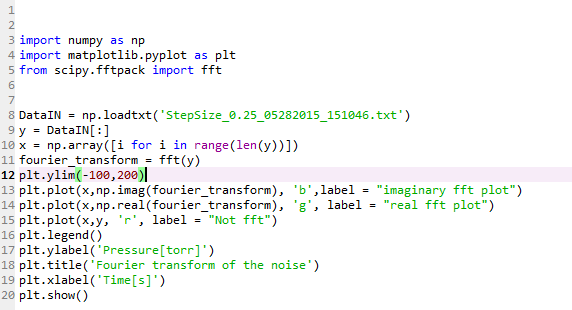 1
2
3 import numpy as np
4 import matplotlib.pyplot as plt
5 from scipy.fftpack import fft
6
7
8 DataIN = np.loadtxt('StepSize_0.25_05282015_151046.txt')
9 y = DataIN[:]
10 x = np.array([i for i in range(len(y))])
11 fourier_transform = fft(y)
12 plt.ylim(-100,200)
13 plt.plot(x,np.imag(fourier_transform), 'b',label = "imaginary fft plot")
14 plt.plot(x,np.real(fourier_transform), 'g', label = "real fft plot")
15 plt.plot(x,y, 'r', label = "Not fft")
16 plt.legend()
17 plt.ylabel('Pressure[torr]')
18 plt.title('Fourier transform of the noise')
19 plt.xlabel('Time[s]')
20 plt.show()